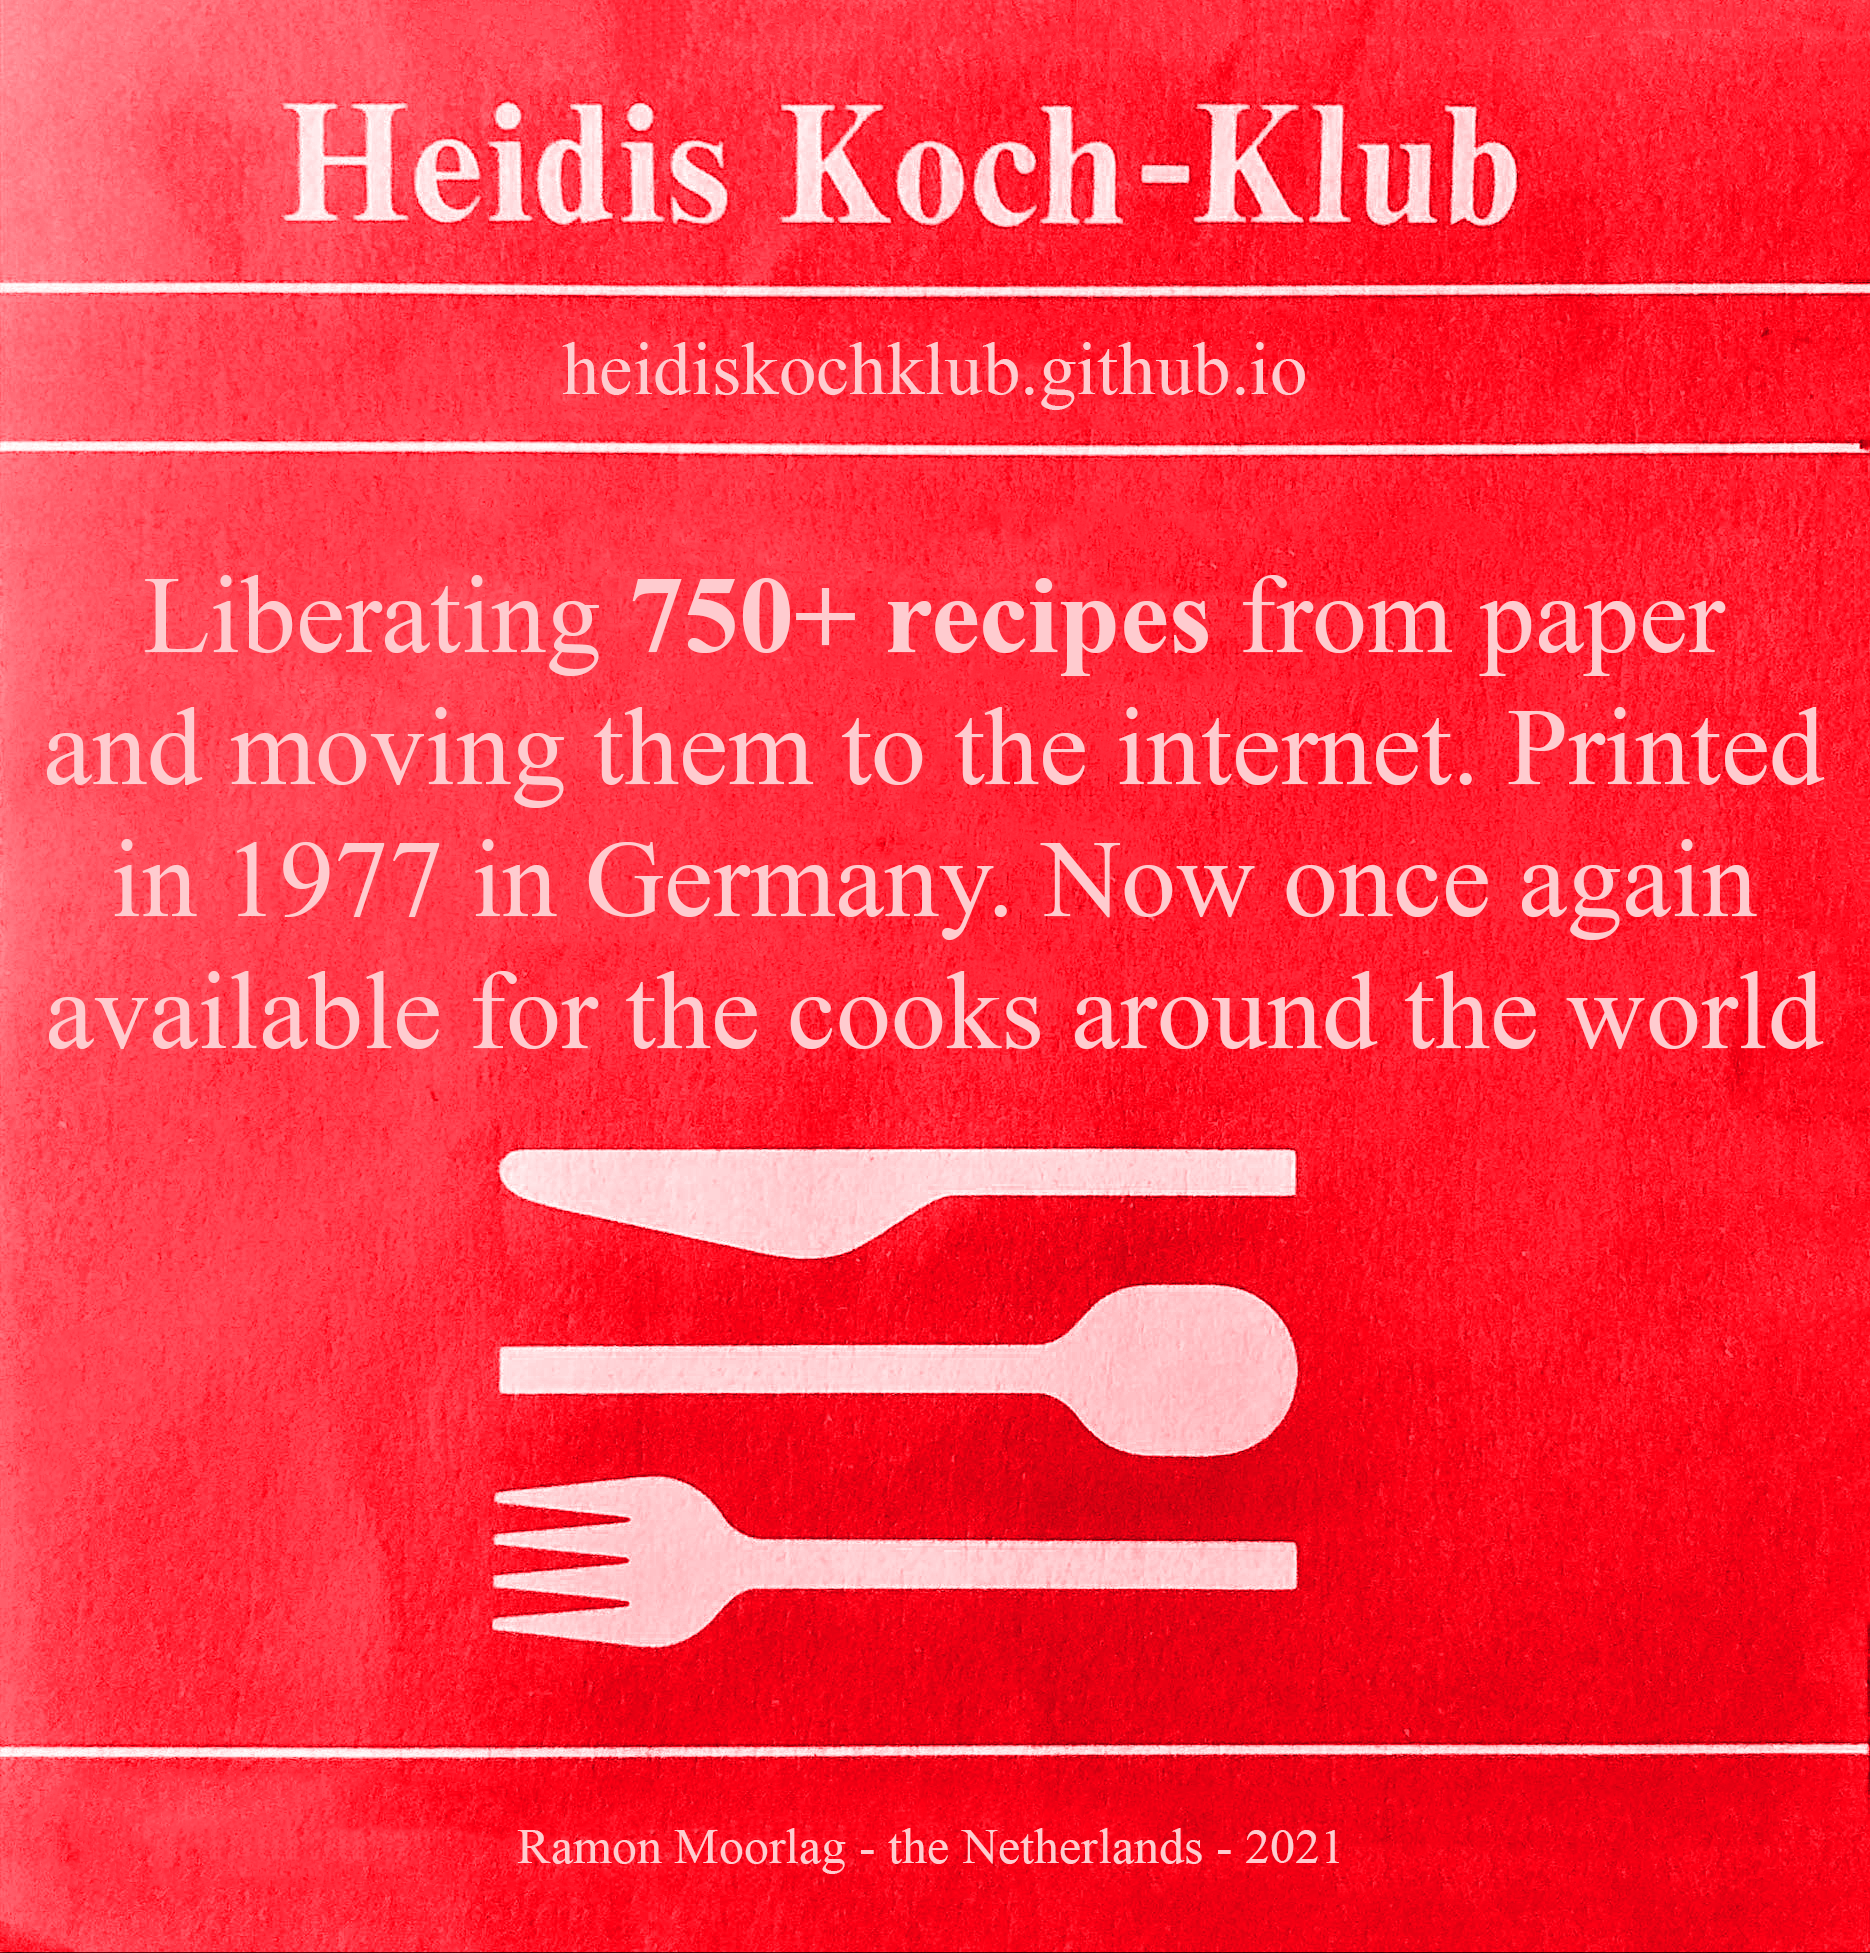 Heidis Koch-Klub
heidiskochklub.github.io
Liberating 750+ recipes from paper
and moving them to the internet. Printed
in 1977 in Germany. Now once again
available for the cooks around the world
Ramon Moorlag - the Netherlands - 2021